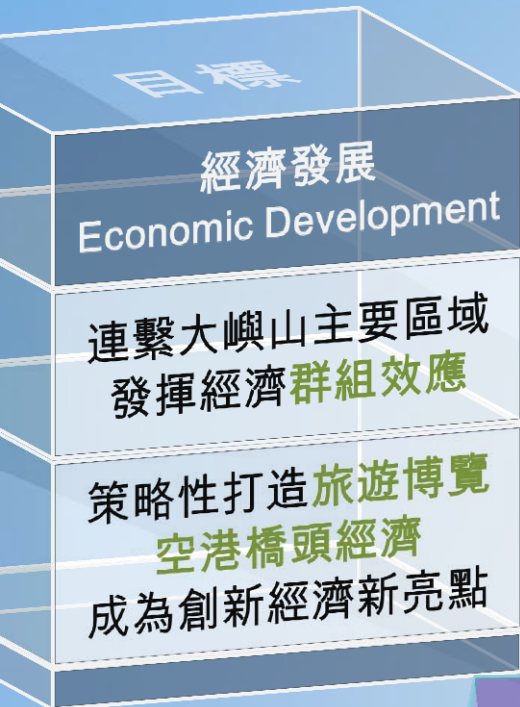 目標
經濟發展
Economic Development
連繫大嶼山主要區域
發揮經濟群組效應
策略性打造旅遊博覽
空港橋頭經濟
成為創新經濟新亮點